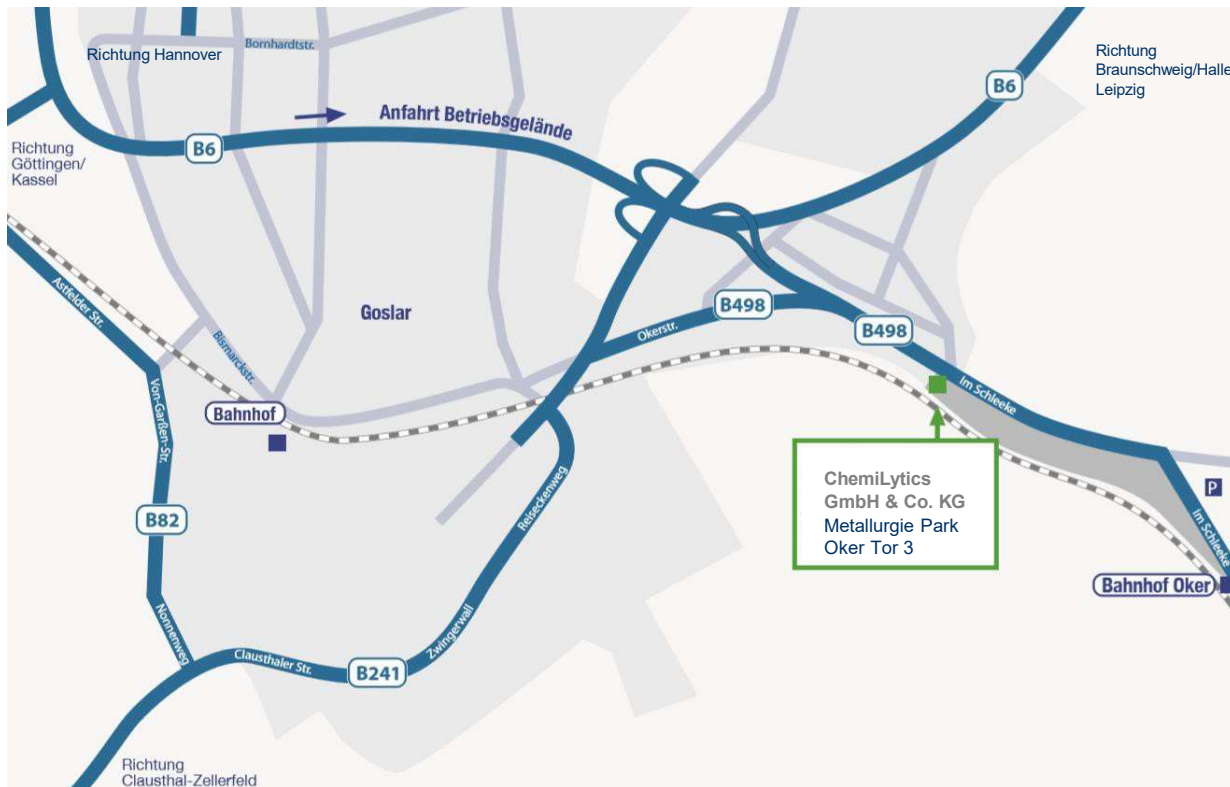 Bornhardtstr.
Richtung Hannover
Richtung
Braunschweig/Halle
Leipzig
B6
Anfahrt Betriebsgelände
B6
Richtung
Göttingen/
Kassel
Astfelder Str.
Bismarckstr.
Goslar
B498
Okerstr.
B498
Im Schleeke
Von-Garßen-Str.
Bahnhof
ChemiLytics
GmbH & Co. KG
Metallurgie Park
Oker Tor 3
P
Im Schleeke
Reiseckenweg
B82
Bahnhof Oker
Nonnenweg
Zwingerwall
Clausthaler Str.
B241
Richtung
Clausthal-Zellerfeld